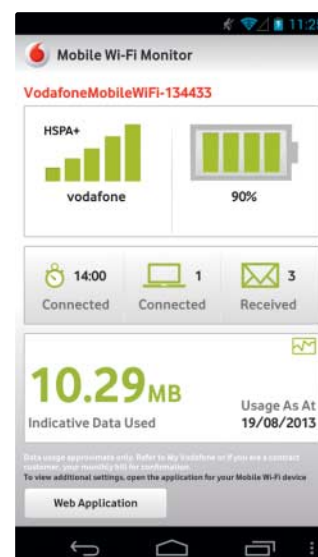 11:25
Mobile Wi-Fi Monitor
VodafoneMobileWiFi-134433
HSPA+
vodafone
90%
14:00
Connected
1
Connected
3
Received
10.29MB
Indicative Data Used
Usage As At
19/08/2013
Data usage approximate only. Refer to My Vodafone or if you are a contract
customer, your monthly bill for confirmation.
To view additional settings, open the application for your Mobile Wi-Fi device
Web Application